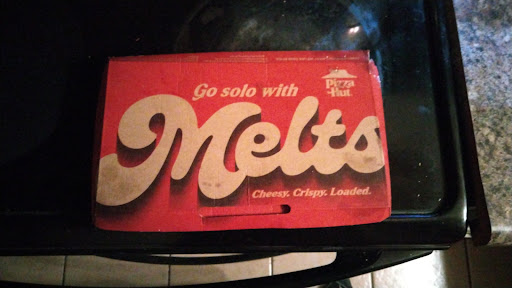 Go solo with
Pizza
Hut
Melts
Cheesy. Crispy. Loaded.